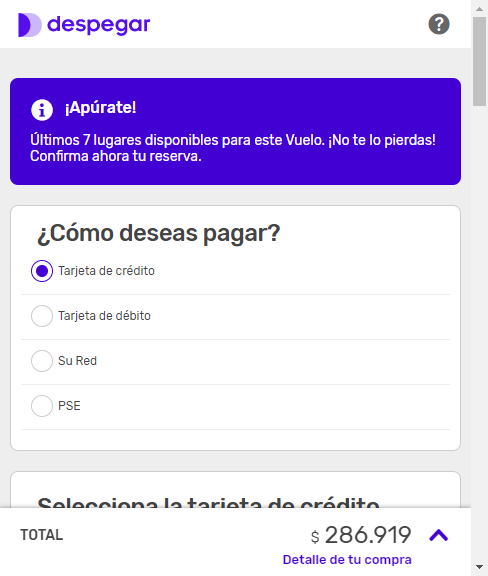 despegar
?
¡Apúrate!
Últimos 7 lugares disponibles para este Vuelo. ¡No te lo pierdas!
Confirma ahora tu reserva.
¿Cómo deseas pagar?
Tarjeta de crédito
Tarjeta de débito
Su Red
PSE
Selecciona la tarjeta de crédito
TOTAL
$ 286.919
Detalle de tu compra